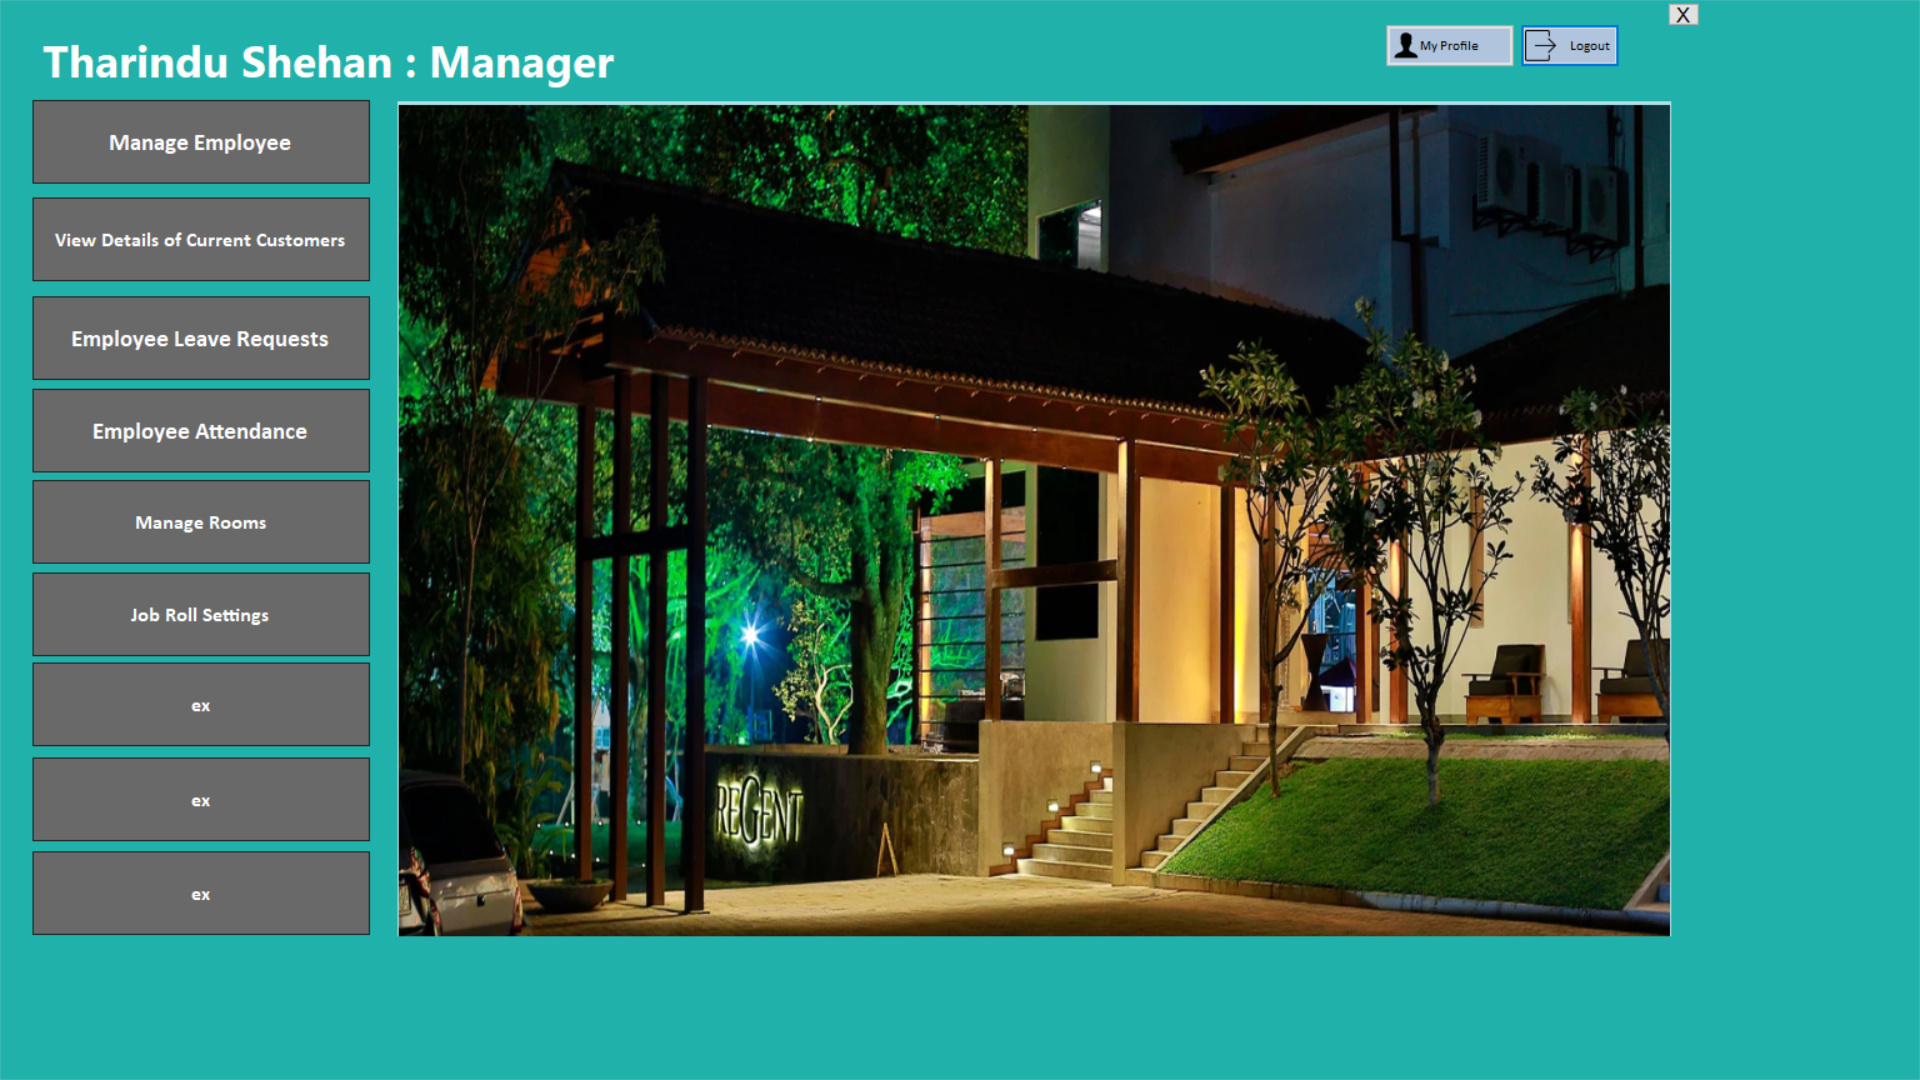 X
My Profile
Logout
Tharindu Shehan : Manager
Manage Employee
View Details of Current Customers
Employee Leave Requests
Employee Attendance
Manage Rooms
Job Roll Settings
ex
ex
ex
REGENT